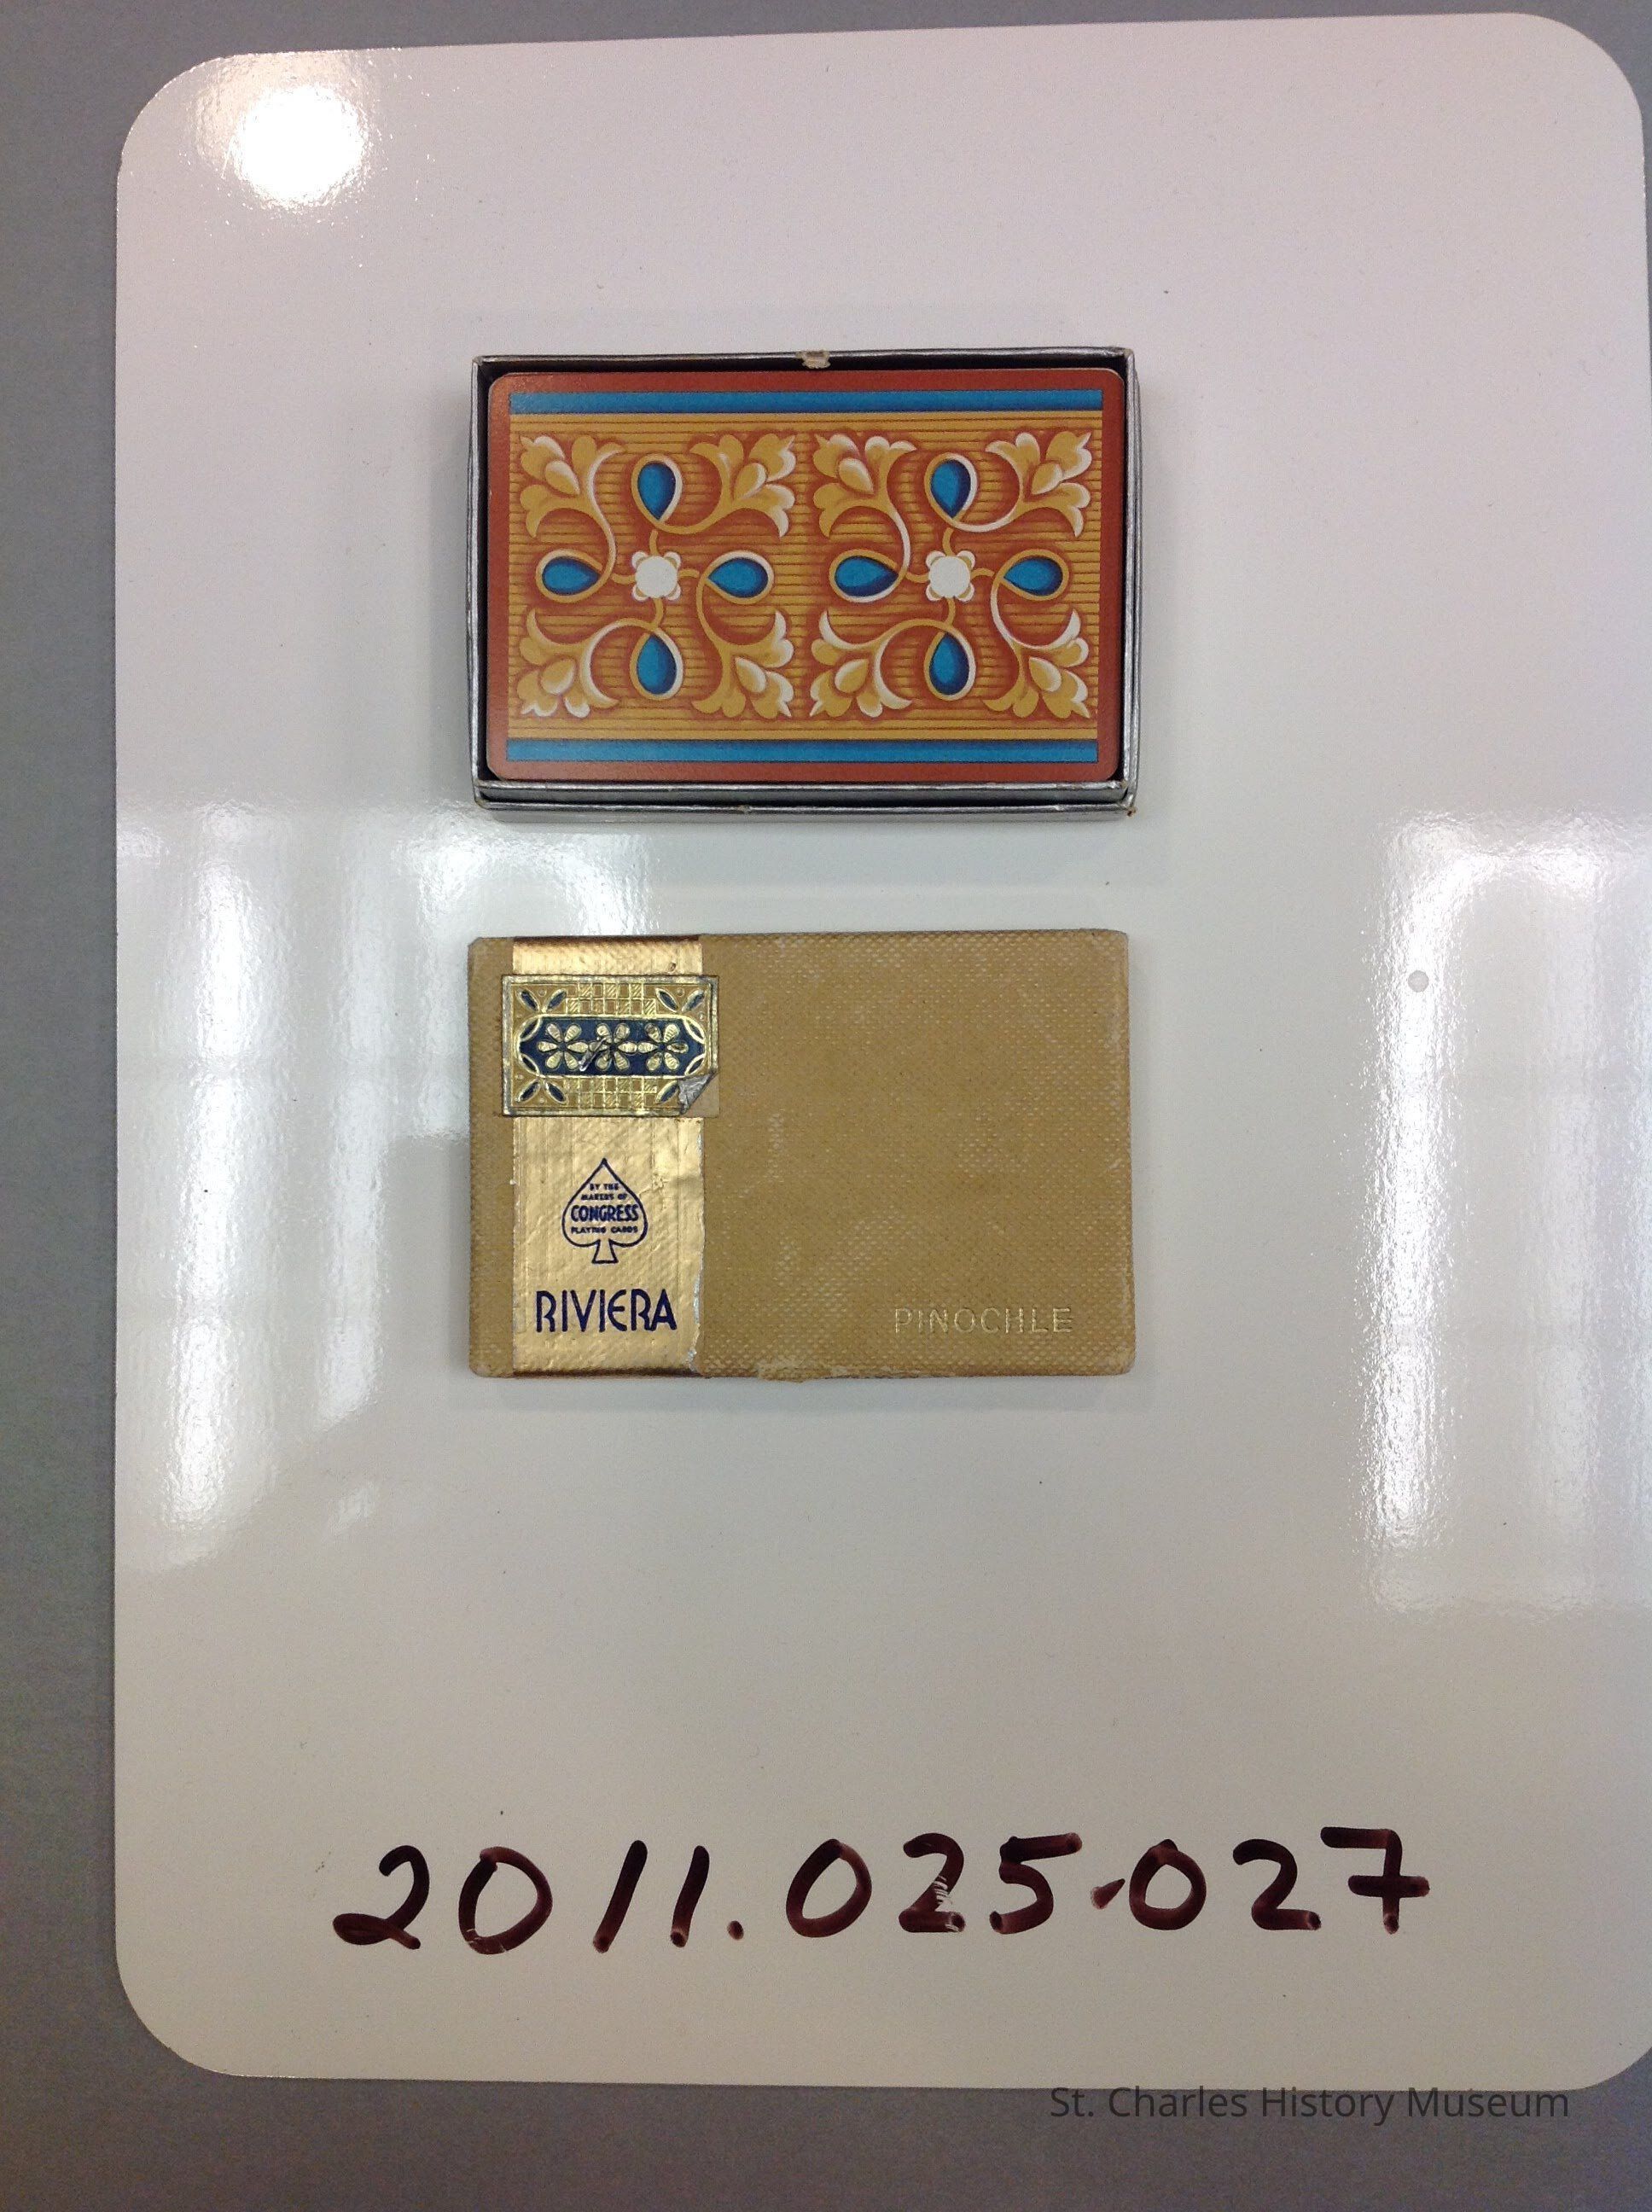 BY THE
MAKERS OF
CONGRESS
PLAYING CARDS
RIVIERA
PINOCHLE
2011.025.027
St. Charles History Museum